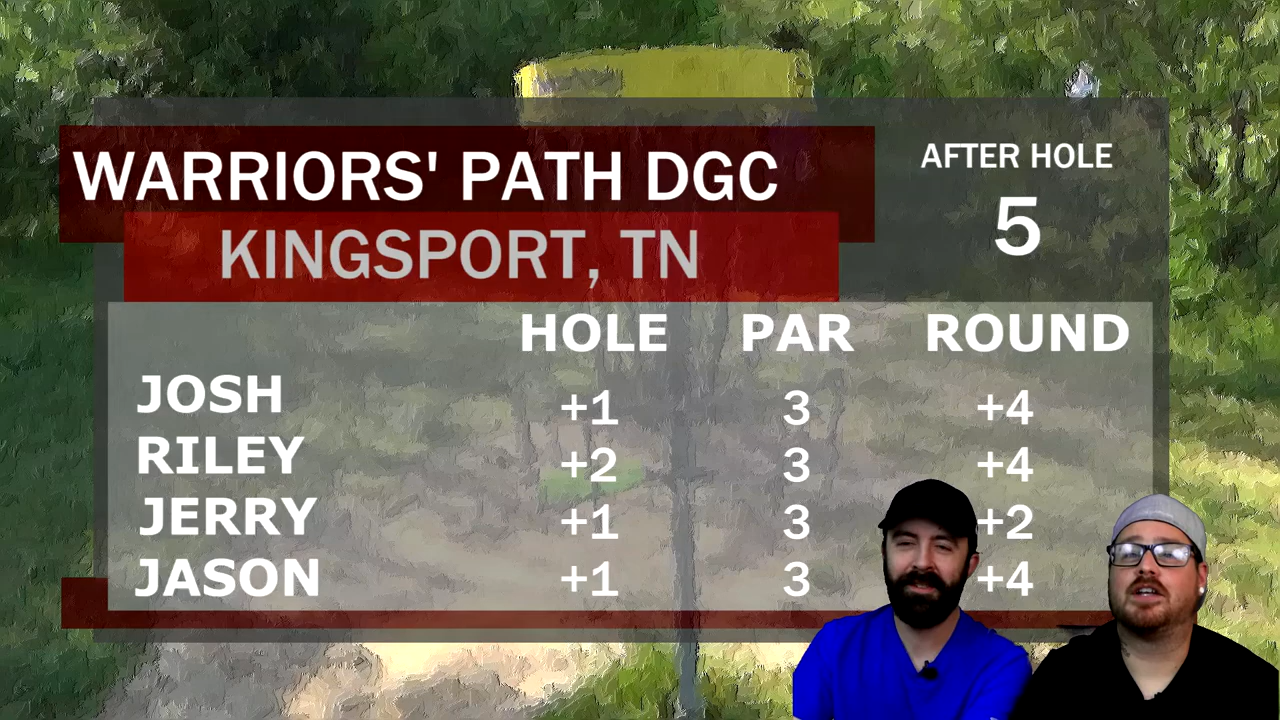 WARRIORS' PATH DGC
KINGSPORT, TN
AFTER HOLE
5
HOLE PAR ROUND
JOSH +1 3 +4
RILEY +2 3 +4
JERRY +1 3 +2
JASON +1 3 +4